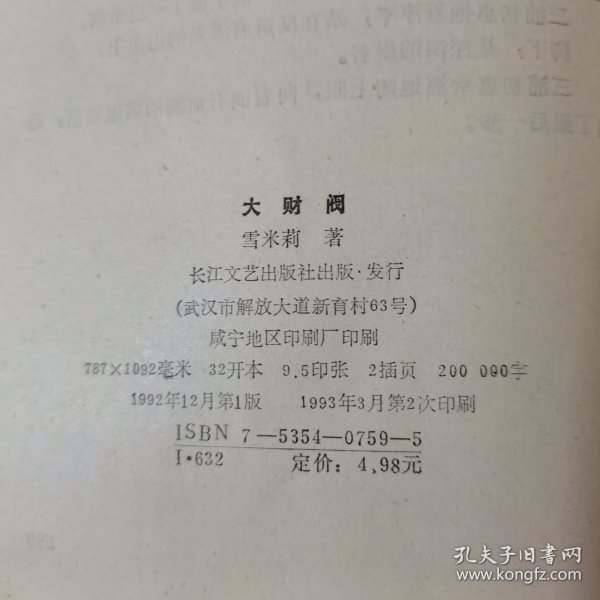 大财阀
雪米莉 著
长江文艺出版社出版·发行
(武汉市解放大道新育村63号)
咸宁地区印刷厂印刷
787×1092毫米 32开本 9.5印张 2插页 200 000字
1992年12月第1版 1993年3月第2次印刷
ISBN 7—5354—0759—5
I·632 定价：4.98元
孔夫子旧书网
www.kongfz.com